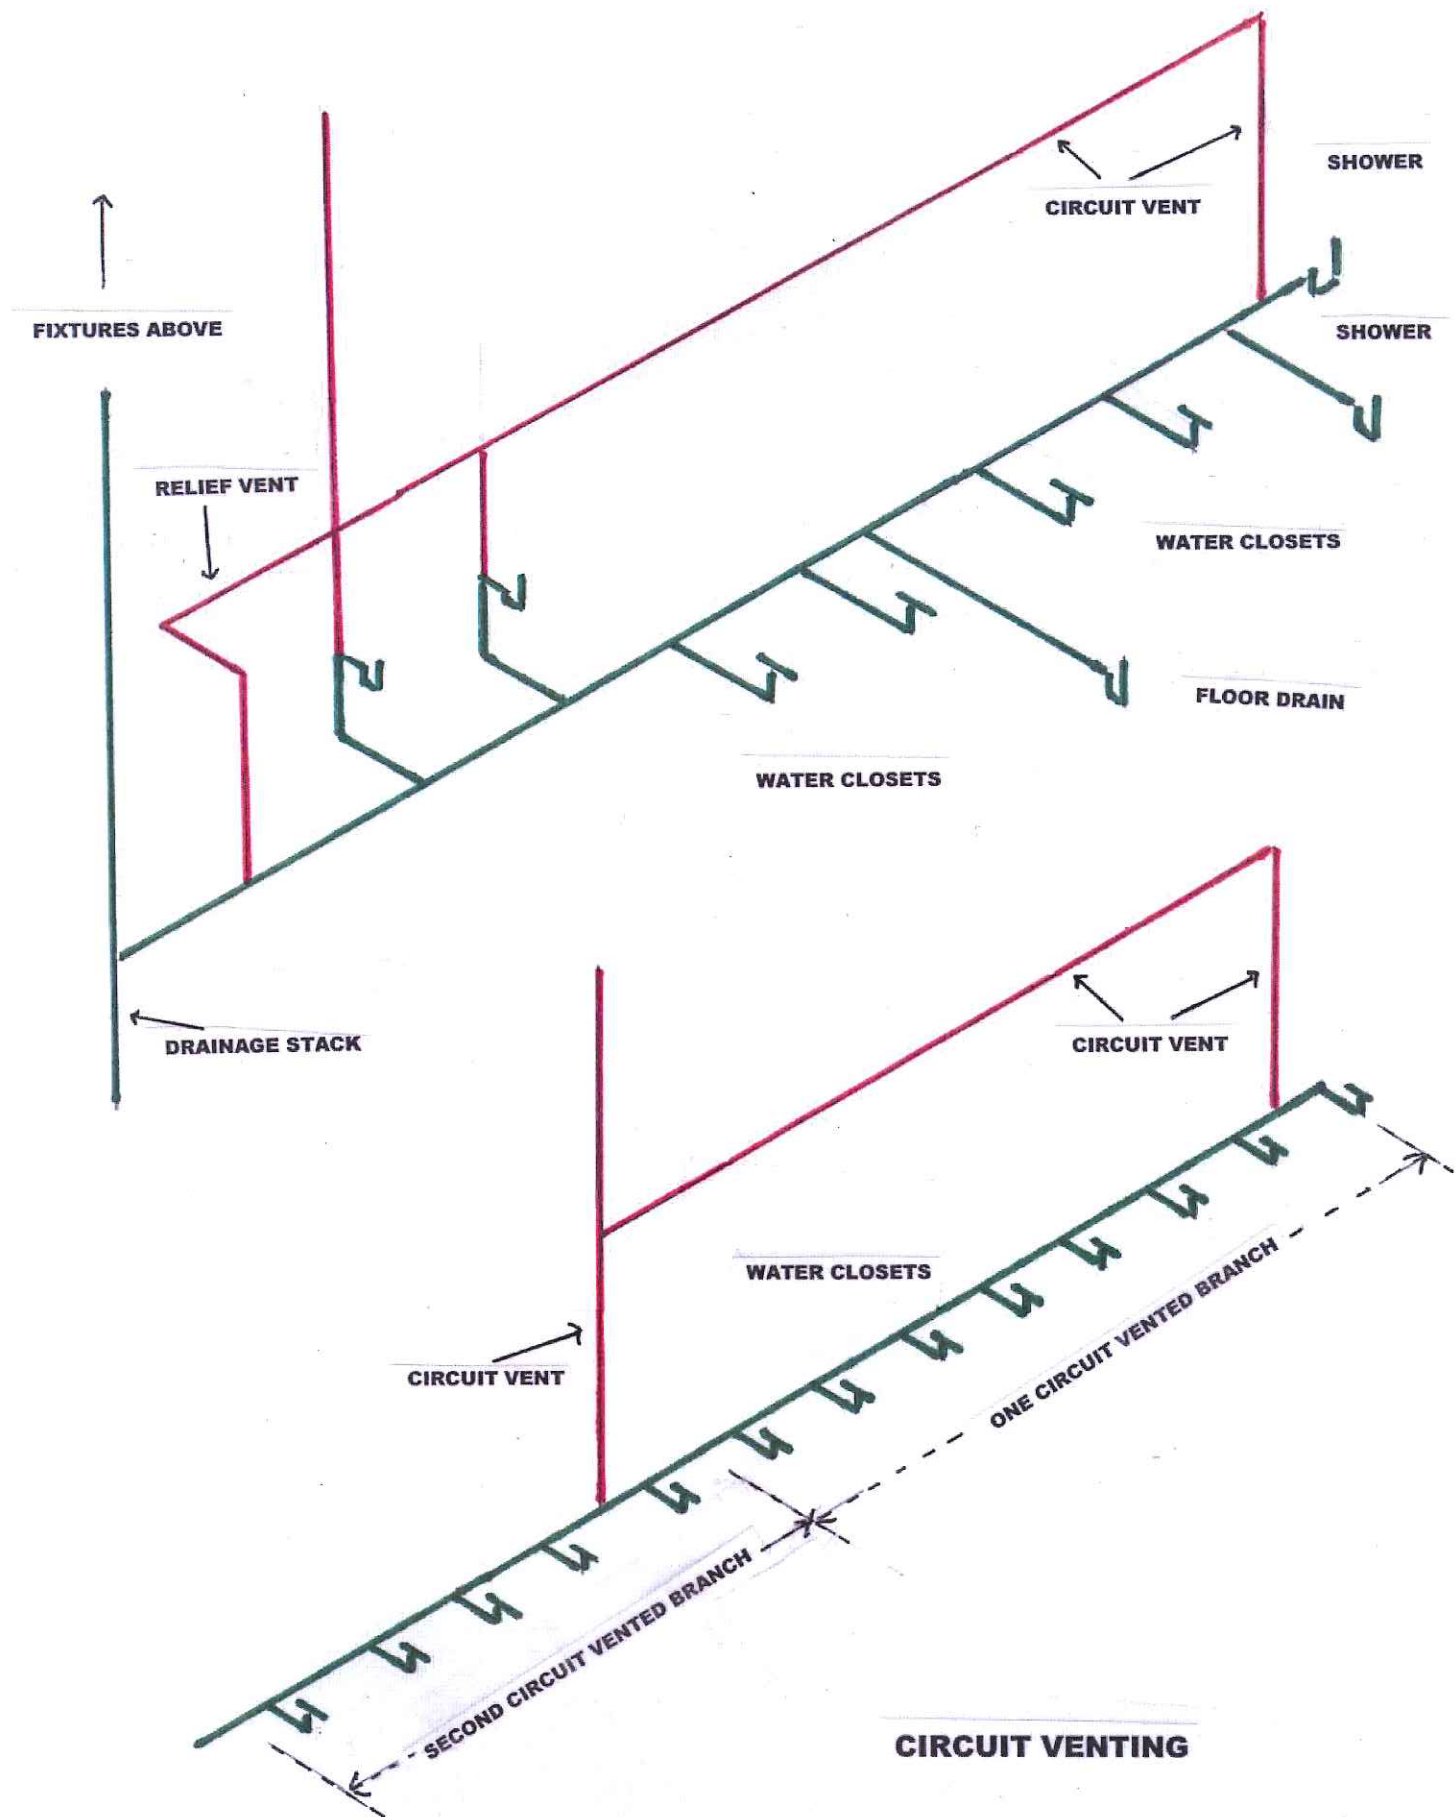 SHOWER
CIRCUIT VENT
FIXTURES ABOVE
SHOWER
RELIEF VENT
WATER CLOSETS
FLOOR DRAIN
WATER CLOSETS
DRAINAGE STACK
CIRCUIT VENT
WATER CLOSETS
CIRCUIT VENT
ONE CIRCUIT VENTED BRANCH
SECOND CIRCUIT VENTED BRANCH
CIRCUIT VENTING